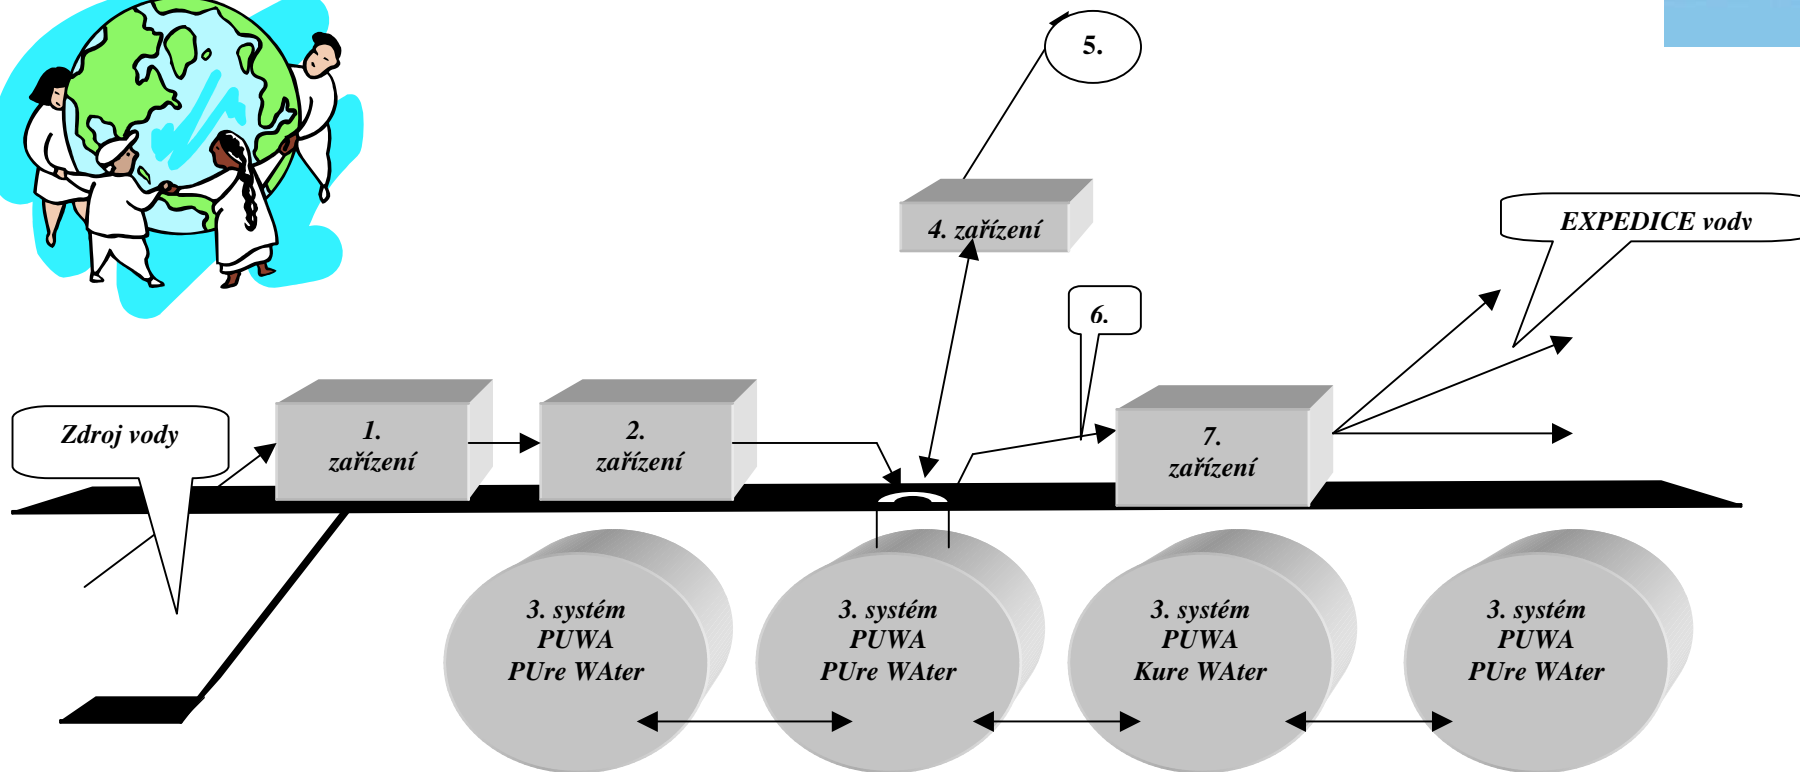 5.
4. zařízení
EXPEDICE vody
6.
Zdroj vody
1.
zařízení
2.
zařízení
7.
zařízení
3. systém
PUWA
PUre WAter
3. systém
PUWA
PUre WAter
3. systém
PUWA
Kure WAter
3. systém
PUWA
PUre WAter